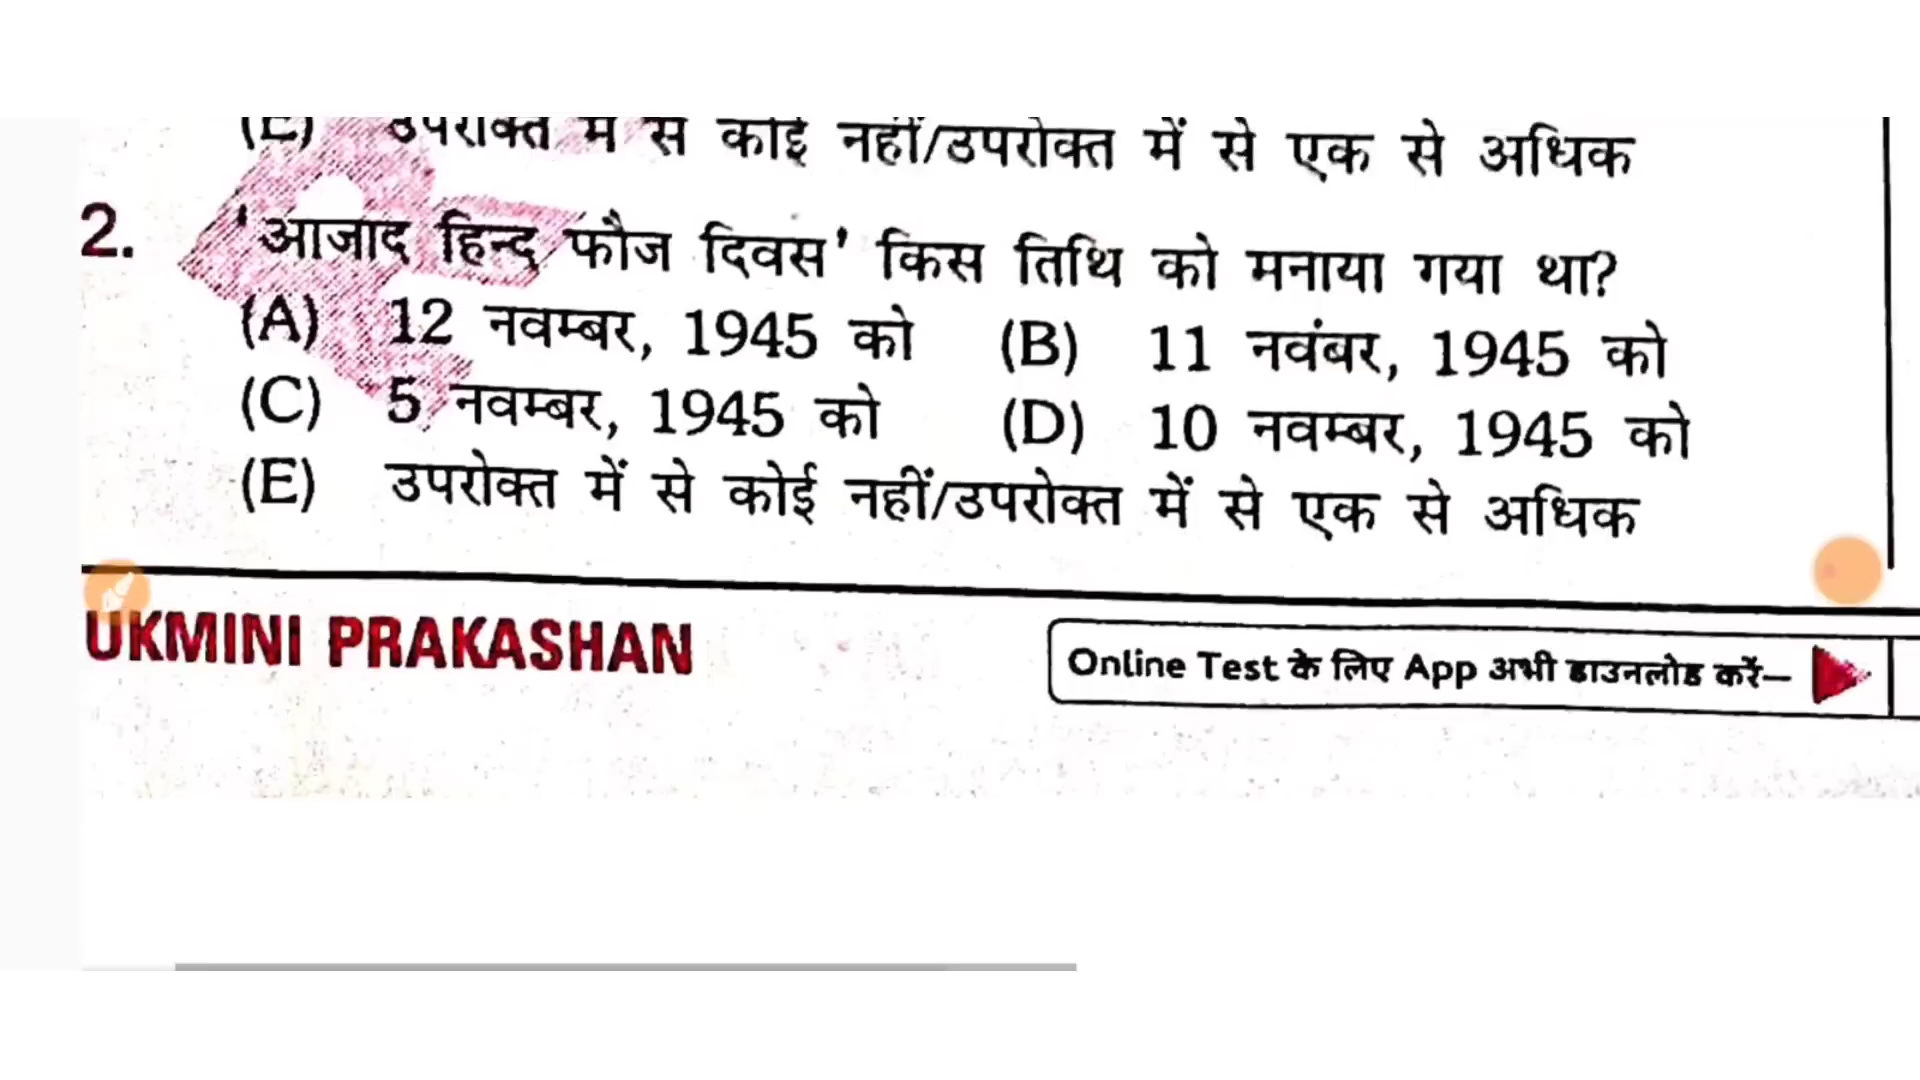 (E) उपरोक्त में से कोई नहीं/उपरोक्त में से एक से अधिक
2. 'आजाद हिन्द फौज दिवस' किस तिथि को मनाया गया था?
(A) 12 नवम्बर, 1945 को (B) 11 नवंबर, 1945 को
(C) 5 नवम्बर, 1945 को (D) 10 नवम्बर, 1945 को
(E) उपरोक्त में से कोई नहीं/उपरोक्त में से एक से अधिक
UKMINI PRAKASHAN
Online Test के लिए App अभी डाउनलोड करें–